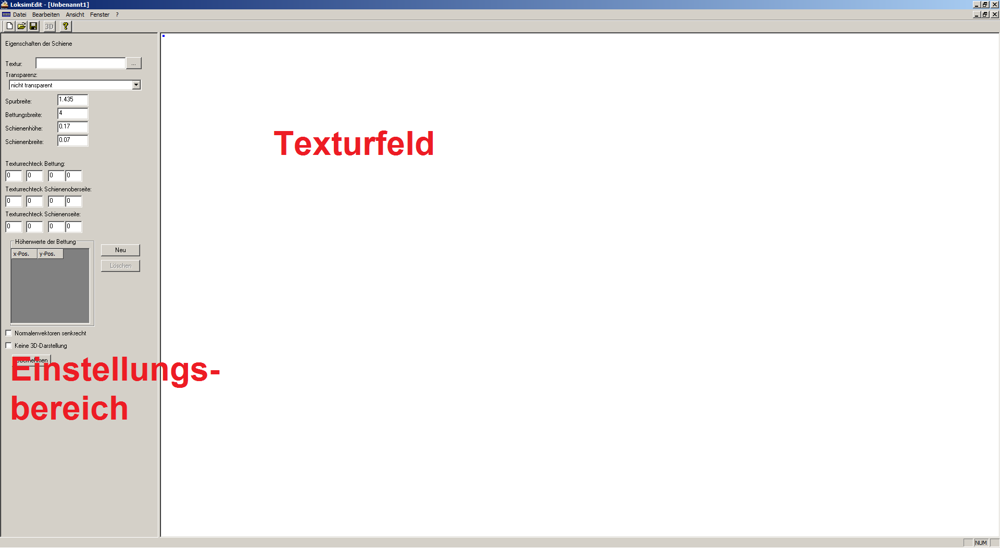 LoksimEdit - [Unbenannt1]
Datei Bearbeiten Ansicht Fenster ?
3D ?
Eigenschaften der Schiene
Textur: ...
Transparenz:
nicht transparent
Spurbreite: 1.435
Bettungsbreite: 4
Schienenhöhe: 0.17
Schienenbreite: 0.07
Texturrechteck Bettung:
0 0 0 0
Texturrechteck Schienenoberseite:
0 0 0 0
Texturrechteck Schienenseite:
0 0 0 0
Höhenwerte der Bettung
x-Pos. y-Pos.
Neu
Löschen
Normalenvektoren senkrecht
Keine 3D-Darstellung
Übernehmen
Einstellungs-
bereich
Texturfeld
NUM